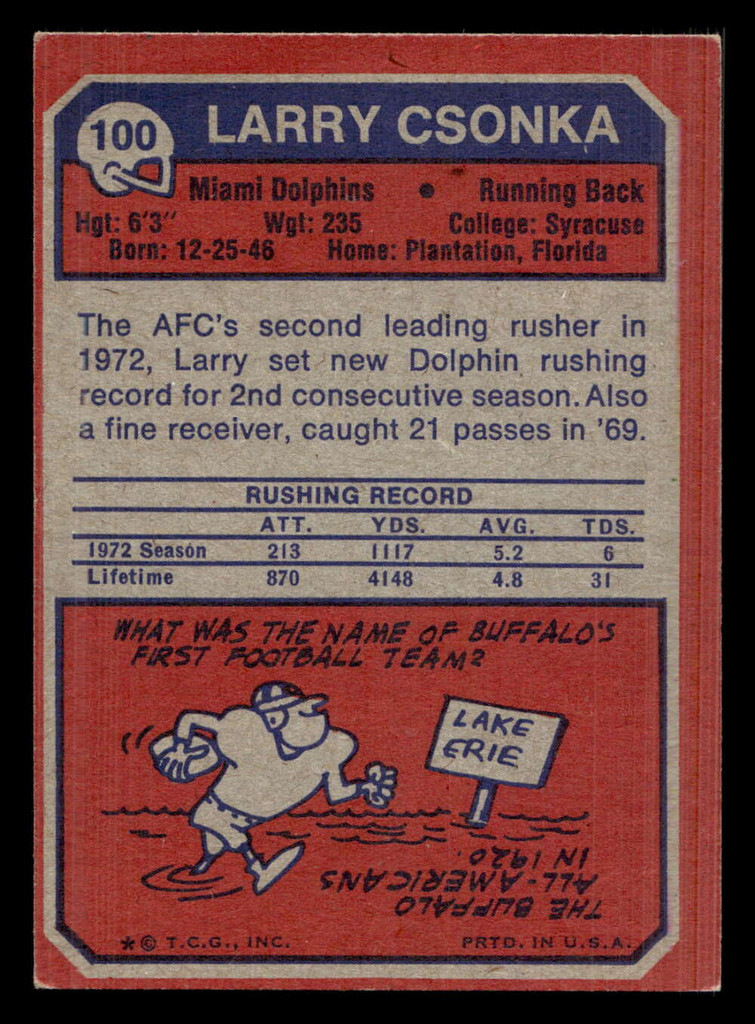 100
LARRY CSONKA
Miami Dolphins • Running Back
Hgt: 6'3" Wgt: 235 College: Syracuse
Born: 12-25-46 Home: Plantation, Florida
The AFC's second leading rusher in
1972, Larry set new Dolphin rushing
record for 2nd consecutive season. Also
a fine receiver, caught 21 passes in '69.
RUSHING RECORD
ATT. YDS. AVG. TDS.
1972 Season 213 1117 5.2 6
Lifetime 870 4148 4.8 31
WHAT WAS THE NAME OF BUFFALO'S
FIRST FOOTBALL TEAM?
LAKE
ERIE
THE BUFFALO
ALL-AMERICANS
IN 1920.
* © T.C.G., INC. PRTD. IN U.S.A.